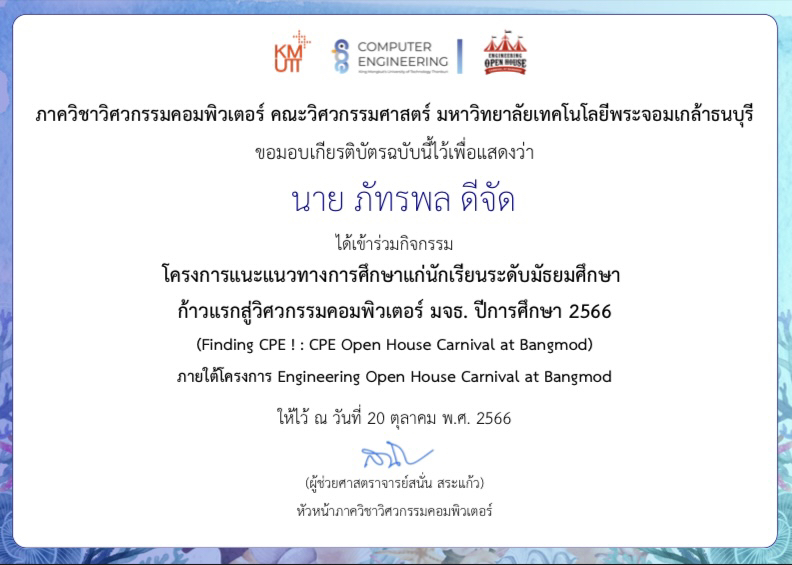 KMUTT
COMPUTER
ENGINEERING
King Mongkut's University of Technology Thonburi
ENGINEERING
OPEN HOUSE
ภาควิชาวิศวกรรมคอมพิวเตอร์ คณะวิศวกรรมศาสตร์ มหาวิทยาลัยเทคโนโลยีพระจอมเกล้าธนบุรี
ขอมอบเกียรติบัตรฉบับนี้ไว้เพื่อแสดงว่า
นาย ภัทรพล ดีจัด
ได้เข้าร่วมกิจกรรม
โครงการแนะแนวทางการศึกษาแก่นักเรียนระดับมัธยมศึกษา
ก้าวแรกสู่วิศวกรรมคอมพิวเตอร์ มจธ. ปีการศึกษา 2566
(Finding CPE ! : CPE Open House Carnival at Bangmod)
ภายใต้โครงการ Engineering Open House Carnival at Bangmod
ให้ไว้ ณ วันที่ 20 ตุลาคม พ.ศ. 2566
(ผู้ช่วยศาสตราจารย์สนั่น สระแก้ว)
หัวหน้าภาควิชาวิศวกรรมคอมพิวเตอร์